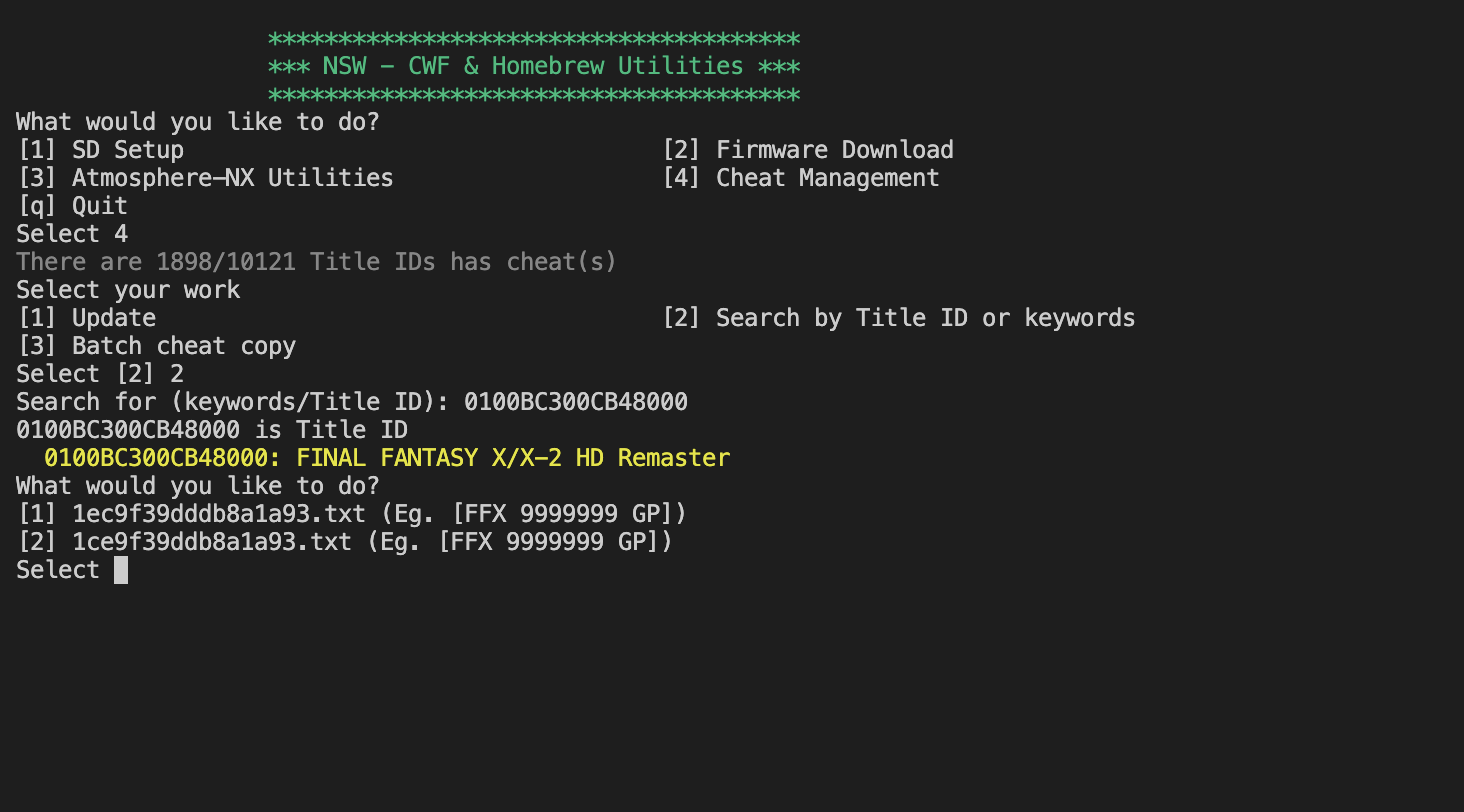 **************************************
*** NSW - CWF & Homebrew Utilities ***
**************************************
What would you like to do?
[1] SD Setup [2] Firmware Download
[3] Atmosphere-NX Utilities [4] Cheat Management
[q] Quit
Select 4
There are 1898/10121 Title IDs has cheat(s)
Select your work
[1] Update [2] Search by Title ID or keywords
[3] Batch cheat copy
Select [2] 2
Search for (keywords/Title ID): 0100BC300CB48000
0100BC300CB48000 is Title ID
0100BC300CB48000: FINAL FANTASY X/X-2 HD Remaster
What would you like to do?
[1] 1ec9f39dddb8a1a93.txt (Eg. [FFX 9999999 GP])
[2] 1ce9f39ddb8a1a93.txt (Eg. [FFX 9999999 GP])
Select